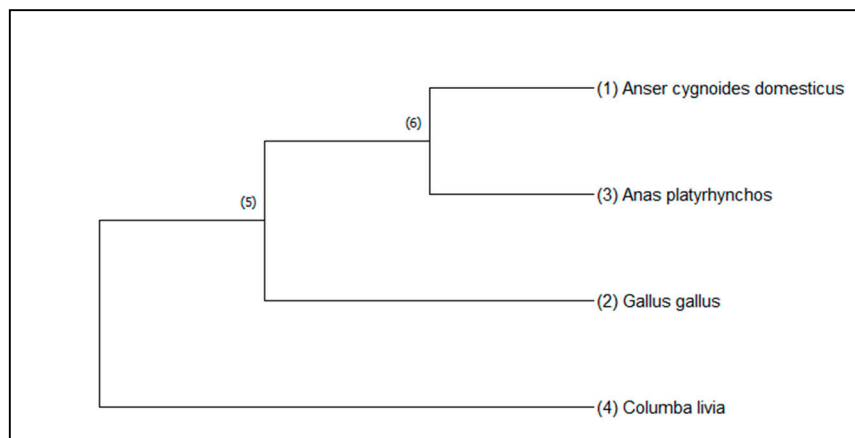 (1) Anser cygnoides domesticus
(6)
(3) Anas platyrhynchos
(5)
(2) Gallus gallus
(4) Columba livia